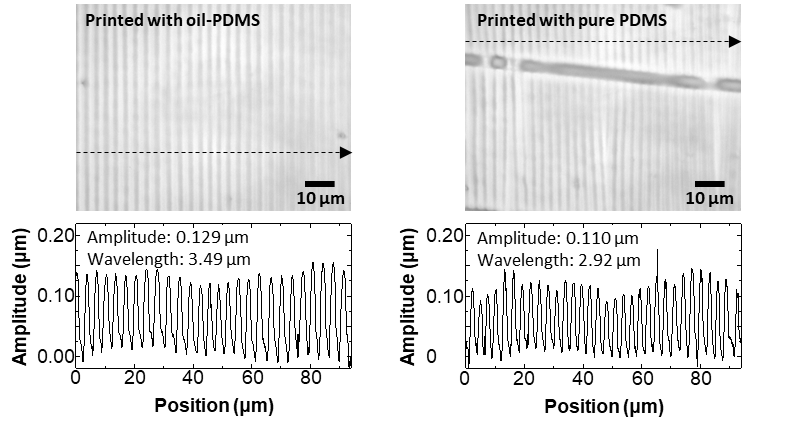 Printed with oil-PDMS
10 μm
Printed with pure PDMS
10 μm
Amplitude (μm)
0.20
0.10
0.00
Amplitude: 0.129 μm
Wavelength: 3.49 μm
0 20 40 60 80
Position (μm)
Amplitude (μm)
0.20
0.10
0
Amplitude: 0.110 μm
Wavelength: 2.92 μm
0 20 40 60 80
Position (μm)